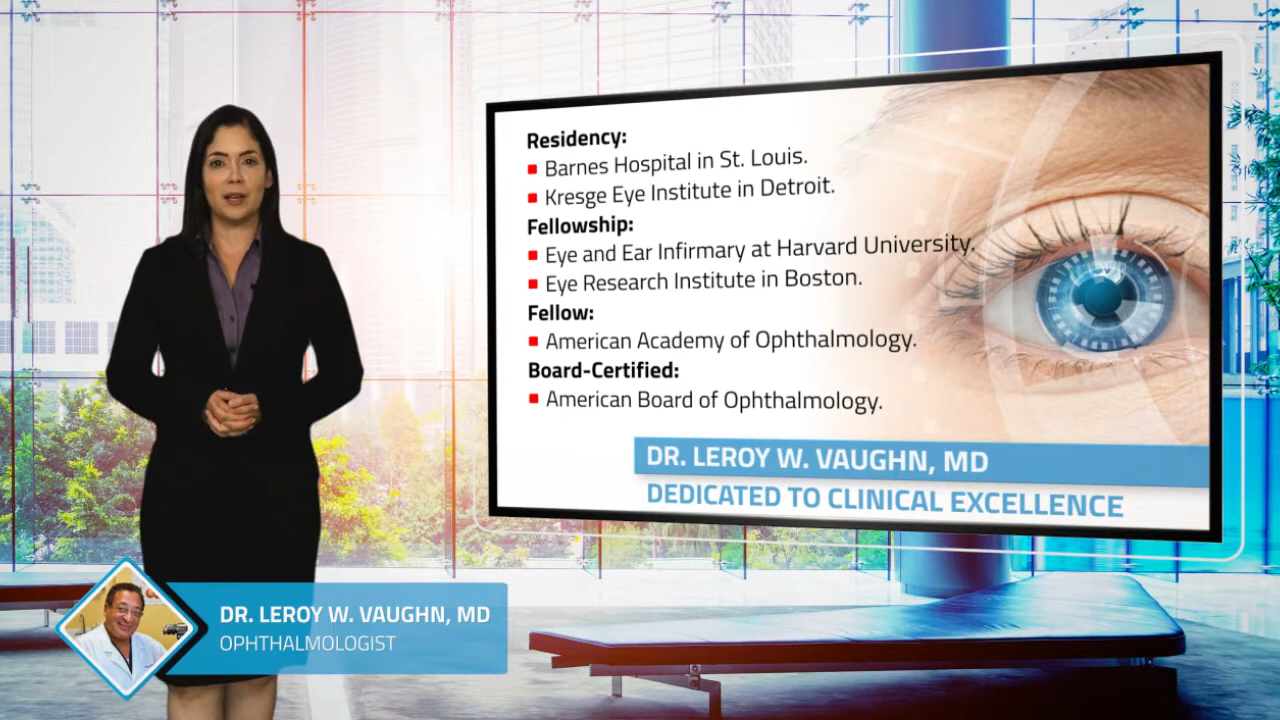 Residency:
Barnes Hospital in St. Louis.
Kresge Eye Institute in Detroit.
Fellowship:
Eye and Ear Infirmary at Harvard University.
Eye Research Institute in Boston.
Fellow:
American Academy of Ophthalmology.
Board-Certified:
American Board of Ophthalmology.
DR. LEROY W. VAUGHN, MD
DEDICATED TO CLINICAL EXCELLENCE
DR. LEROY W. VAUGHN, MD
OPHTHALMOLOGIST